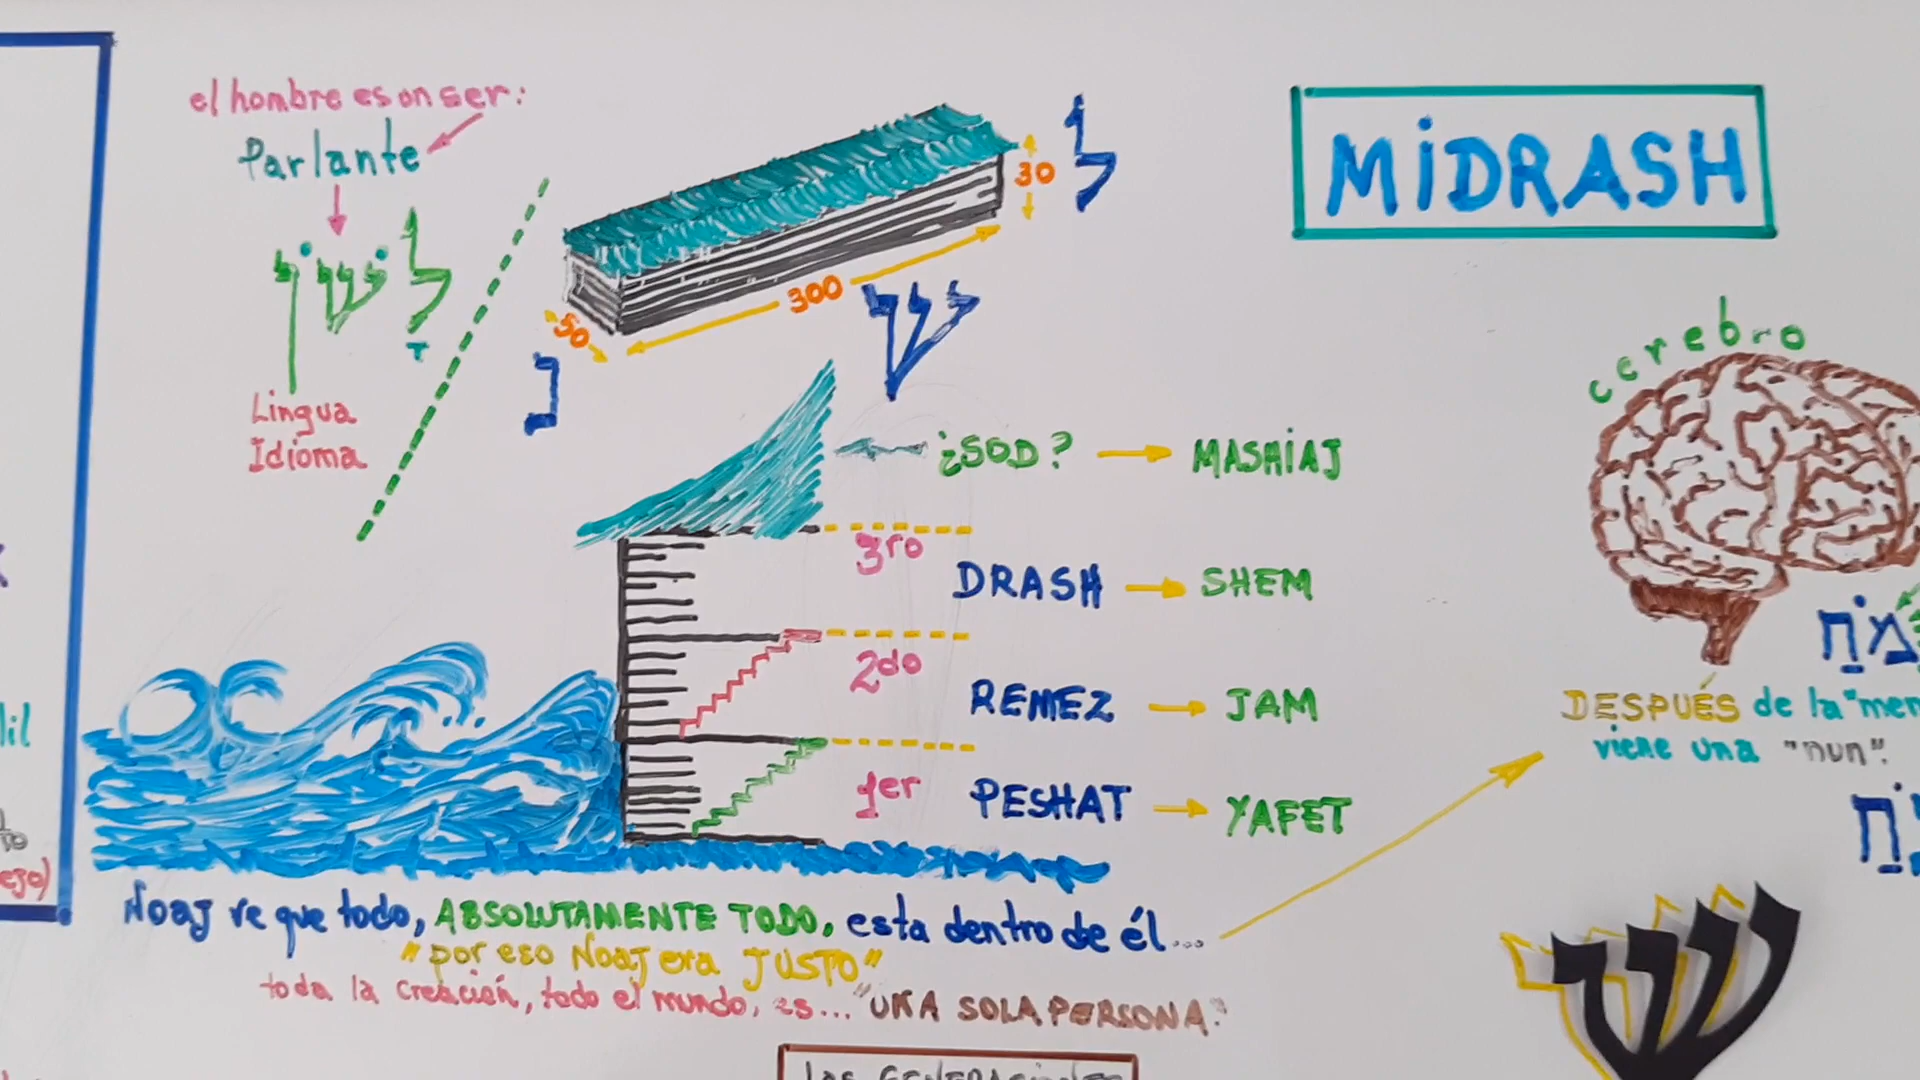 el hombre es un ser:
Parlante
לָשׁוֹן
Lingua
Idioma
30
ל
300
ש
50
נ
MiDRASH
¿SOD? → MASHiAJ
3ro
DRASH → SHEM
2do
REMEZ → JAM
1er
PESHAT → YAFET
Noaj ve que todo, ABSOLUTAMENTE TODO, esta dentro de él...
"por eso Noaj era JUSTO"
toda la creación, todo el mundo, es... "UNA SOLA PERSONA."
cerebro
מֹחַ
DESPUÉS de la "mem
viene una "nun".
ש